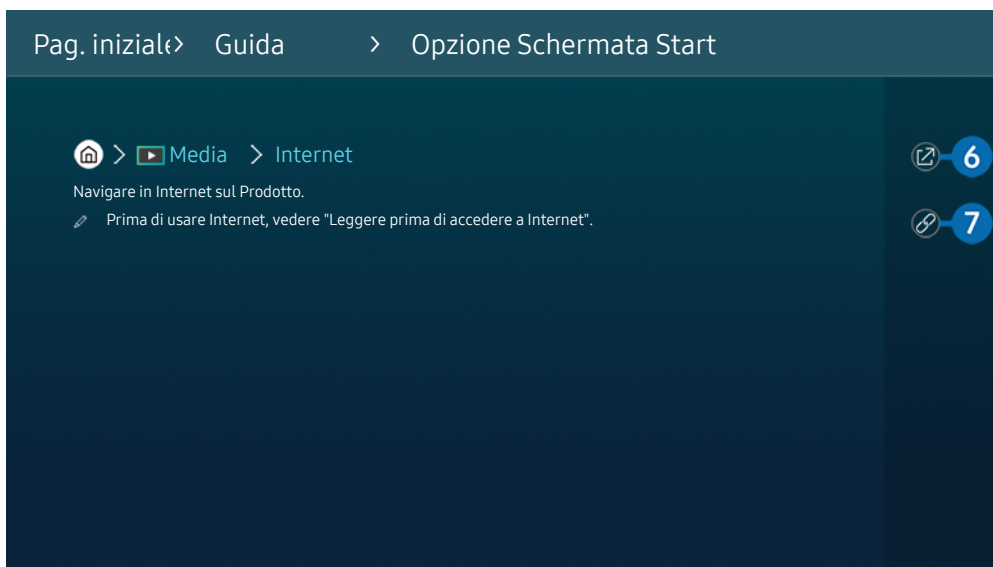 Pag. iniziale > Guida > Opzione Schermata Start
> Media > Internet
6
Navigare in Internet sul Prodotto.
Prima di usare Internet, vedere "Leggere prima di accedere a Internet".
7